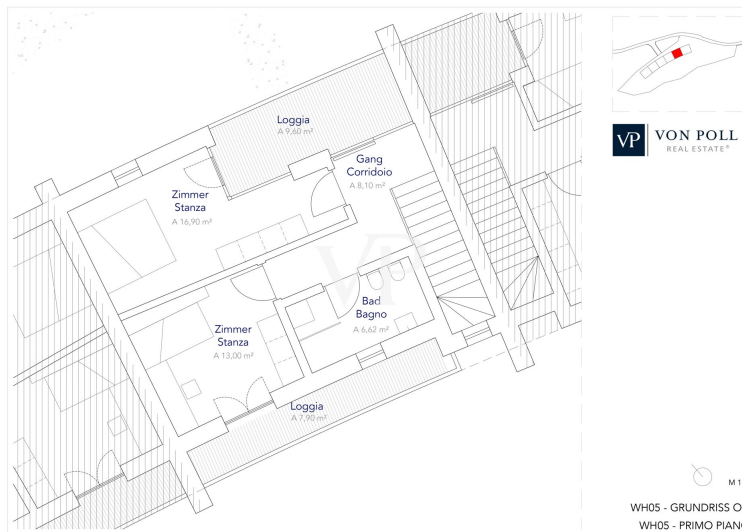 Loggia
A 9,60 m²
Gang
Corridoio
A 8,10 m²
Zimmer
Stanza
A 16,90 m²
VP
Bad
Bagno
A 6,62 m²
Zimmer
Stanza
A 13,00 m²
Loggia
A 7,90 m²
VP VON POLL
REAL ESTATE®
M 1
WH05 - GRUNDRISS O
WH05 - PRIMO PIAN